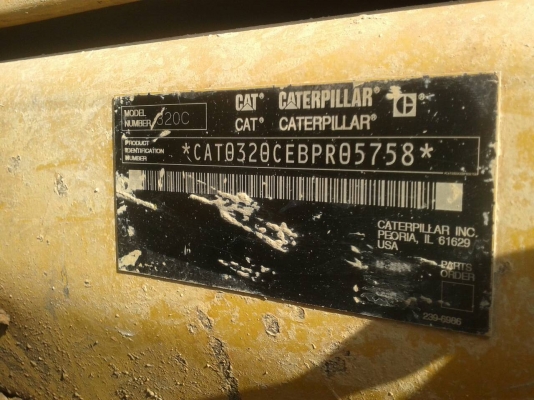 MODEL NUMBER 320C
CAT® CATERPILLAR®
CAT® CATERPILLAR®
PRODUCT IDENTIFICATION NUMBER
*CAT0320CEBPR05758*
CATERPILLAR INC.
PEORIA, IL 61629
USA
PARTS
ORDER